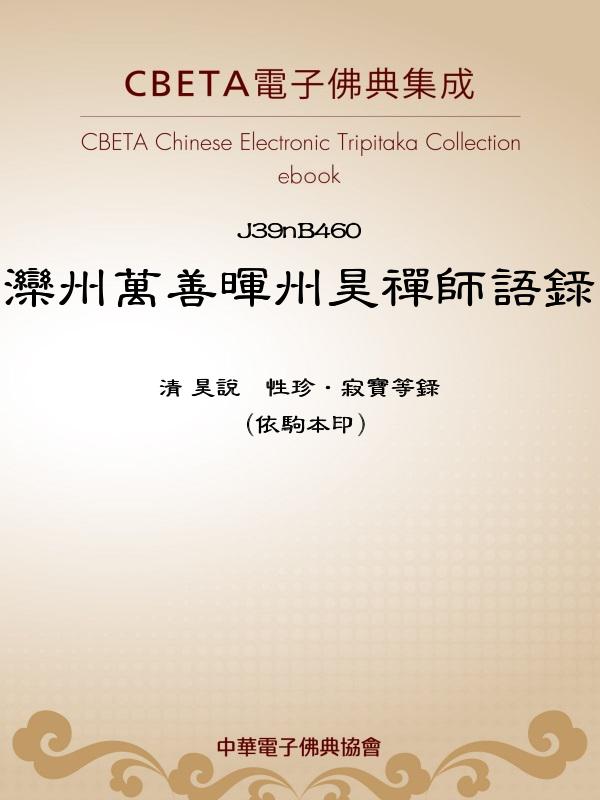 CBETA電子佛典集成
CBETA Chinese Electronic Tripitaka Collection
ebook
J39nB460
灤州萬善暉州昊禪師語錄
清 昊說　性珍．寂寶等錄
(依駒本印)
中華電子佛典協會